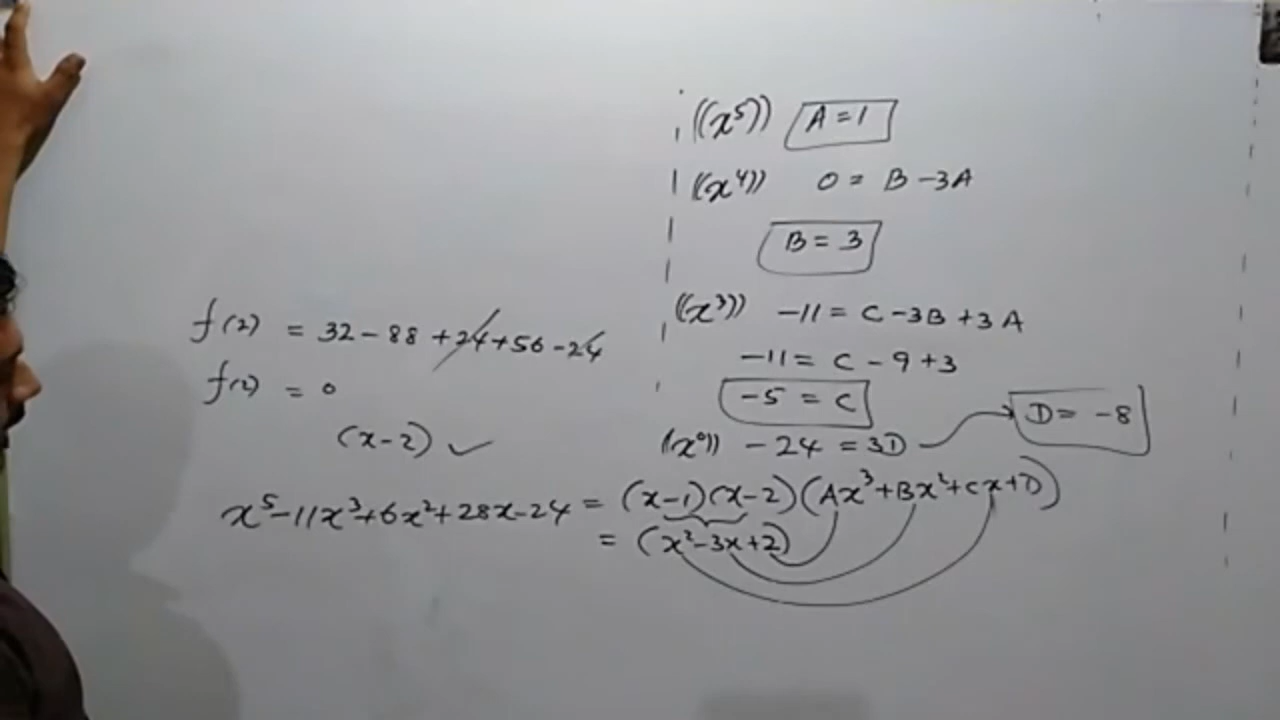 f(2) = 32 - 88 + 24 + 56 - 24
f(2) = 0
(x-2) ✓
((x⁵)) A = 1
((x⁴)) 0 = B - 3A
B = 3
((x³)) -11 = C - 3B + 3A
-11 = C - 9 + 3
-5 = C
((x⁰)) -24 = 3D → D = -8
x⁵ - 11x³ + 6x² + 28x - 24 = (x-1)(x-2)(Ax³ + Bx² + Cx + D)
= (x² - 3x + 2)